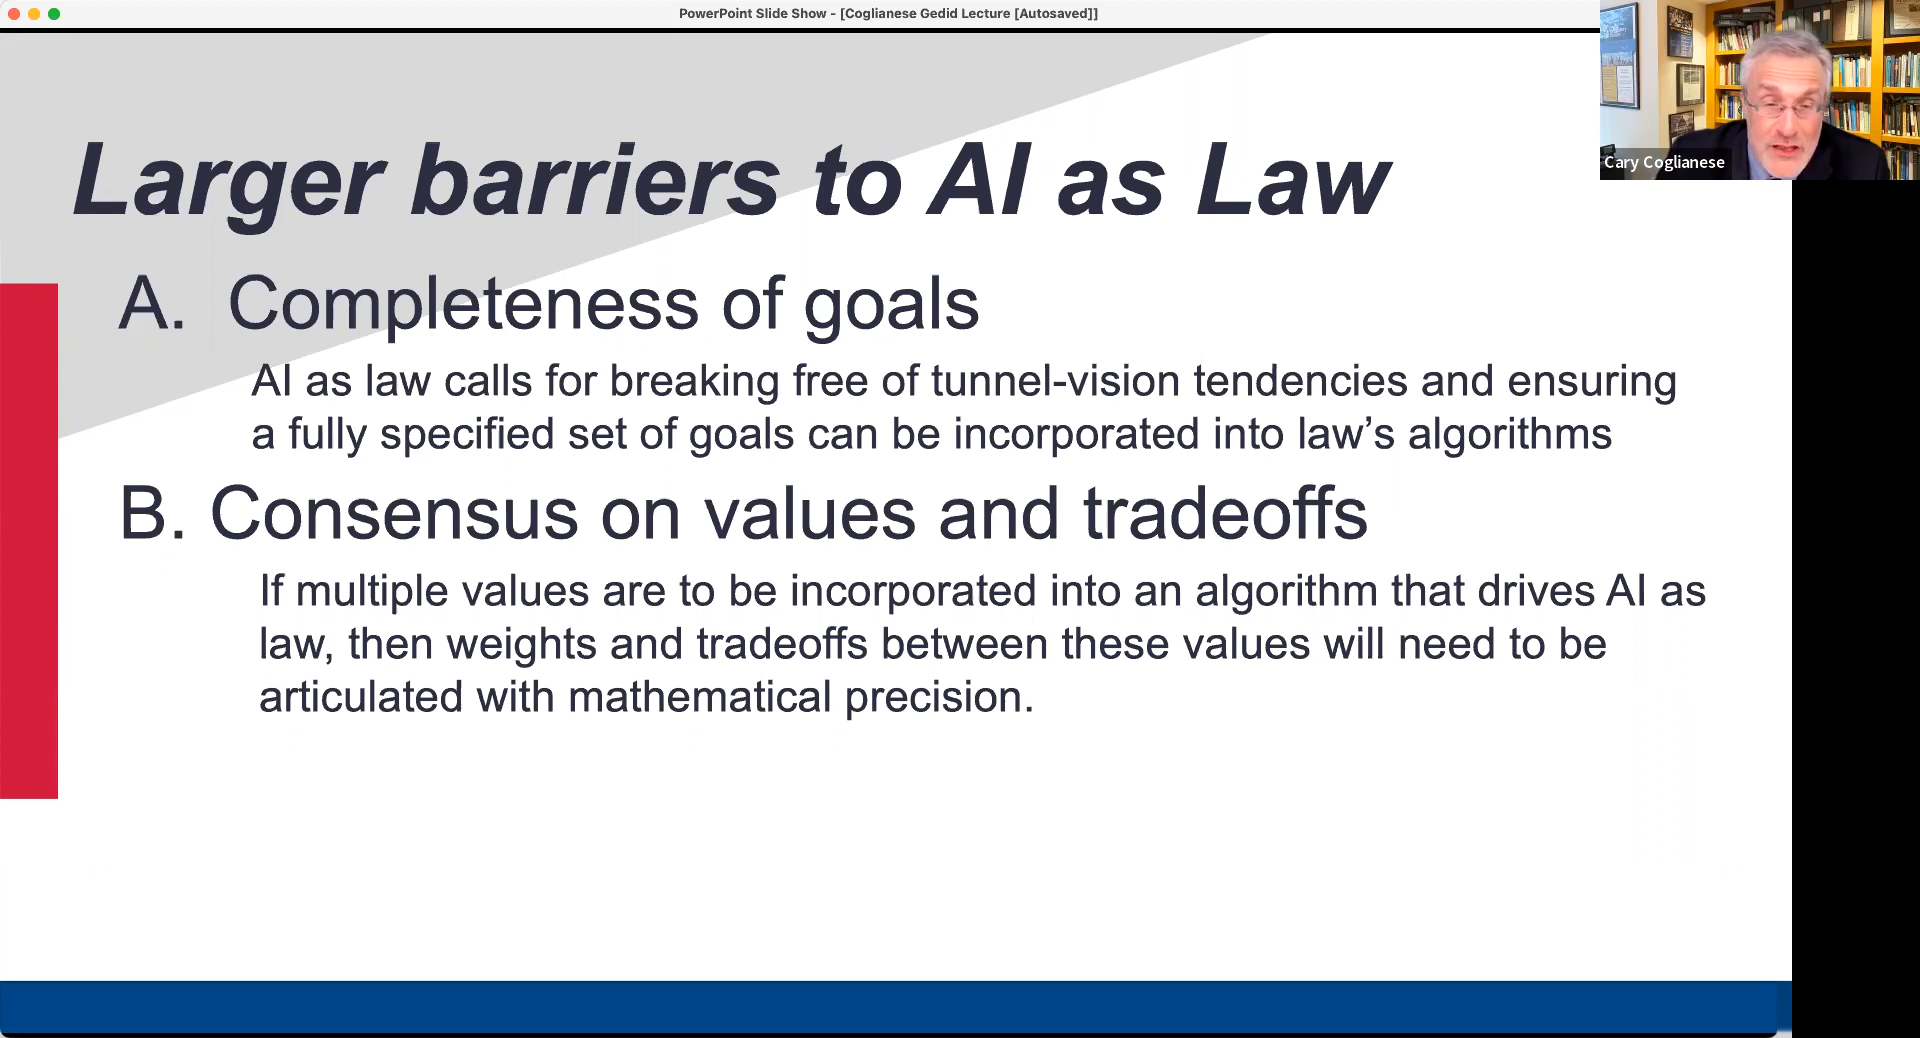 PowerPoint Slide Show - [Coglianese Gedid Lecture [Autosaved]]
Cary Coglianese
Larger barriers to AI as Law
A. Completeness of goals
AI as law calls for breaking free of tunnel-vision tendencies and ensuring
a fully specified set of goals can be incorporated into law’s algorithms
B. Consensus on values and tradeoffs
If multiple values are to be incorporated into an algorithm that drives AI as
law, then weights and tradeoffs between these values will need to be
articulated with mathematical precision.